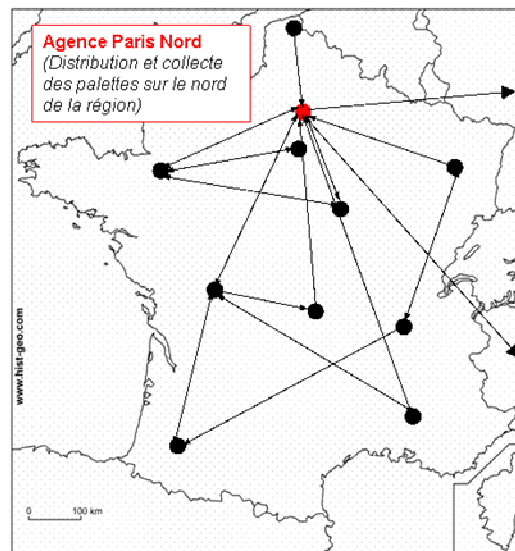 Agence Paris Nord
(Distribution et collecte
des palettes sur le nord
de la région)
www.hist-geo.com
0 100 km